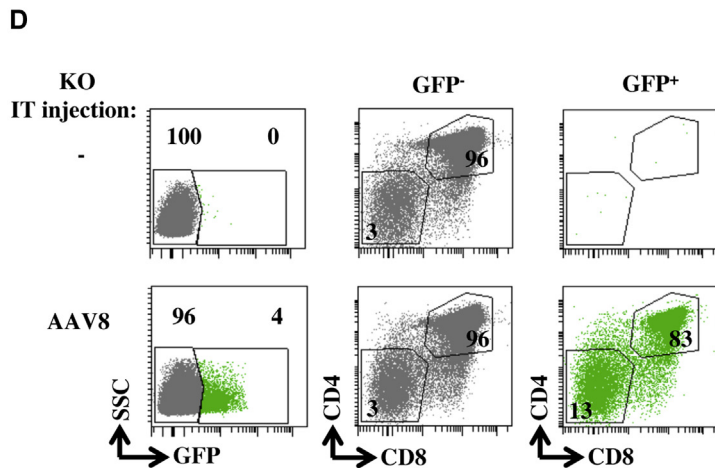 D
KO
IT injection:
-
GFP-
GFP+
100 0
96
3
AAV8
96 4
96
3
83
13
SSC
GFP
CD4
CD8
CD4
CD8